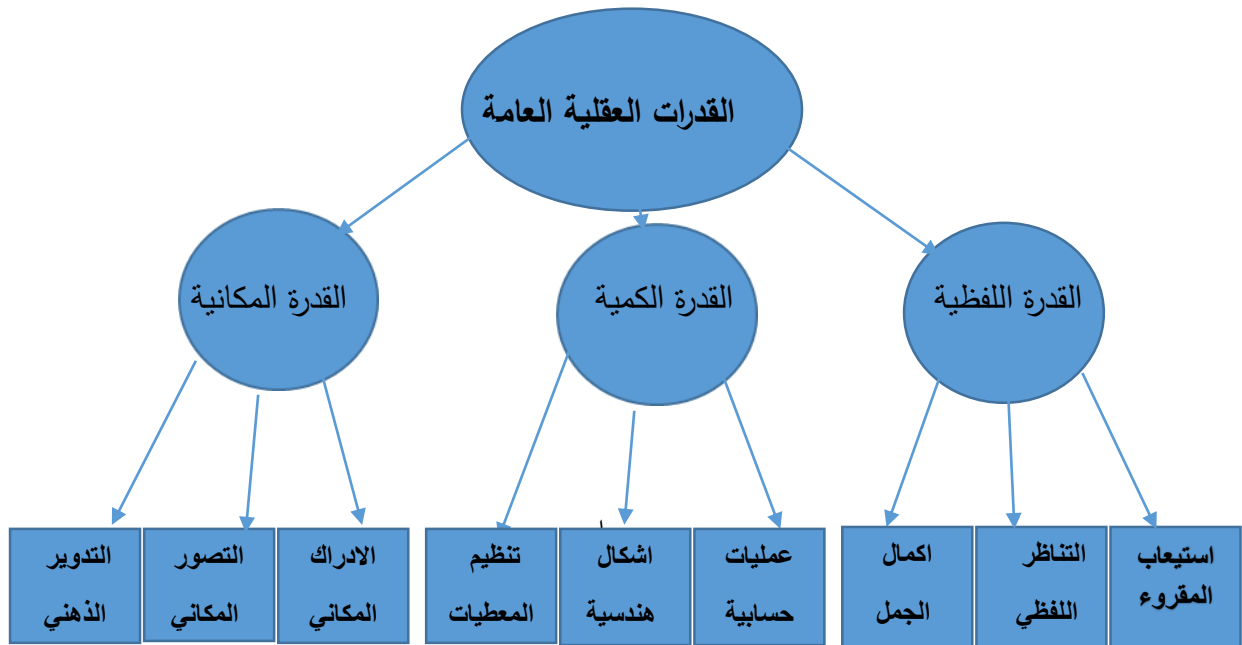 القدرات العقلية العامة
القدرة اللفظية
القدرة الكمية
القدرة المكانية
استيعاب
المقروء
التناظر
اللفظي
اكمال
الجمل
عمليات
حسابية
اشكال
هندسية
تنظيم
المعطيات
الادراك
المكاني
التصور
المكاني
التدوير
الذهني